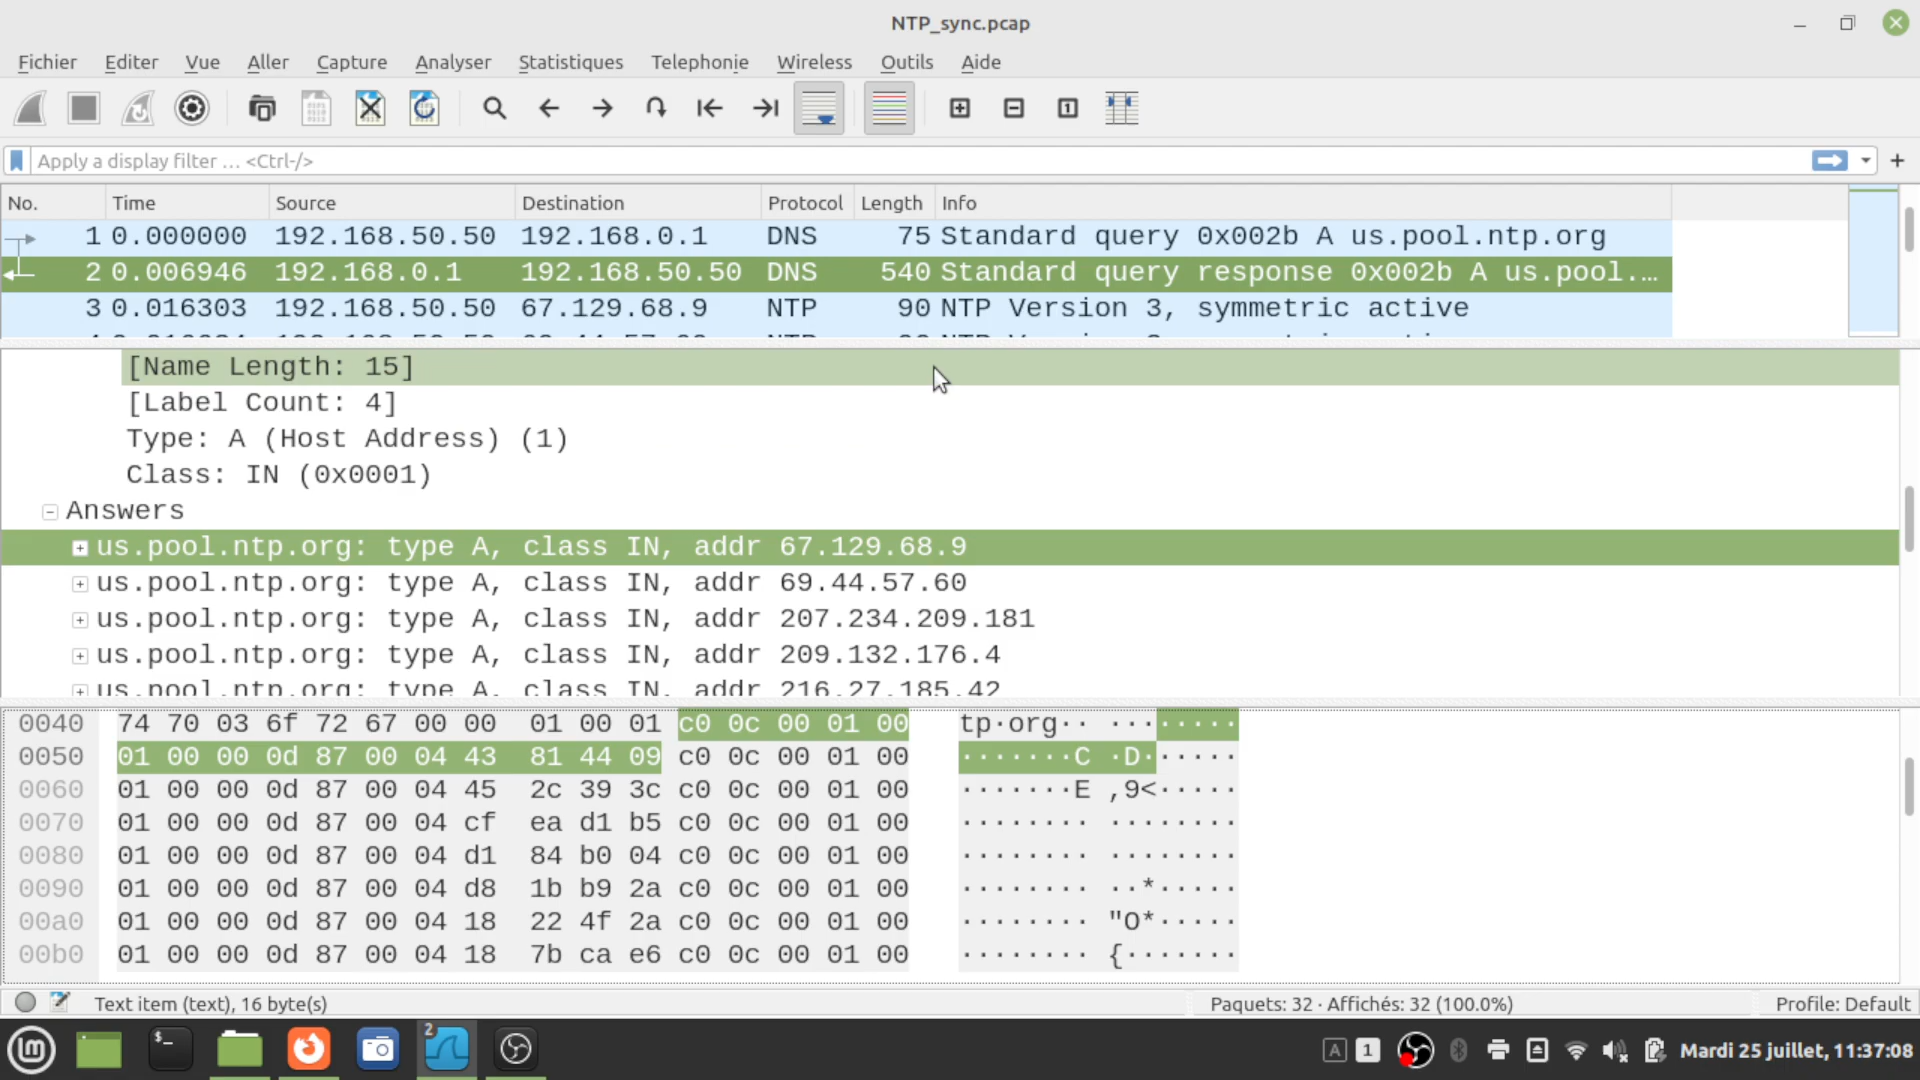 NTP_sync.pcap
Fichier Editer Vue Aller Capture Analyser Statistiques Telephonie Wireless Outils Aide
Apply a display filter … <Ctrl-/>
No. Time Source Destination Protocol Length Info
1 0.000000 192.168.50.50 192.168.0.1 DNS 75 Standard query 0x002b A us.pool.ntp.org
2 0.006946 192.168.0.1 192.168.50.50 DNS 540 Standard query response 0x002b A us.pool.…
3 0.016303 192.168.50.50 67.129.68.9 NTP 90 NTP Version 3, symmetric active
[Name Length: 15]
[Label Count: 4]
Type: A (Host Address) (1)
Class: IN (0x0001)
Answers
us.pool.ntp.org: type A, class IN, addr 67.129.68.9
us.pool.ntp.org: type A, class IN, addr 69.44.57.60
us.pool.ntp.org: type A, class IN, addr 207.234.209.181
us.pool.ntp.org: type A, class IN, addr 209.132.176.4
us.pool.ntp.org: type A, class IN, addr 216.27.185.42
0040 74 70 03 6f 72 67 00 00 01 00 01 c0 0c 00 01 00 tp·org·· ········
0050 01 00 00 0d 87 00 04 43 81 44 09 c0 0c 00 01 00 ·······C ·D······
0060 01 00 00 0d 87 00 04 45 2c 39 3c c0 0c 00 01 00 ·······E ,9<·····
0070 01 00 00 0d 87 00 04 cf ea d1 b5 c0 0c 00 01 00 ········ ········
0080 01 00 00 0d 87 00 04 d1 84 b0 04 c0 0c 00 01 00 ········ ········
0090 01 00 00 0d 87 00 04 d8 1b b9 2a c0 0c 00 01 00 ········ ··*·····
00a0 01 00 00 0d 87 00 04 18 22 4f 2a c0 0c 00 01 00 ········ "O*·····
00b0 01 00 00 0d 87 00 04 18 7b ca e6 c0 0c 00 01 00 ········ {·······
Text item (text), 16 byte(s) Paquets: 32 · Affichés: 32 (100.0%) Profile: Default
2 A 1 Mardi 25 juillet, 11:37:08